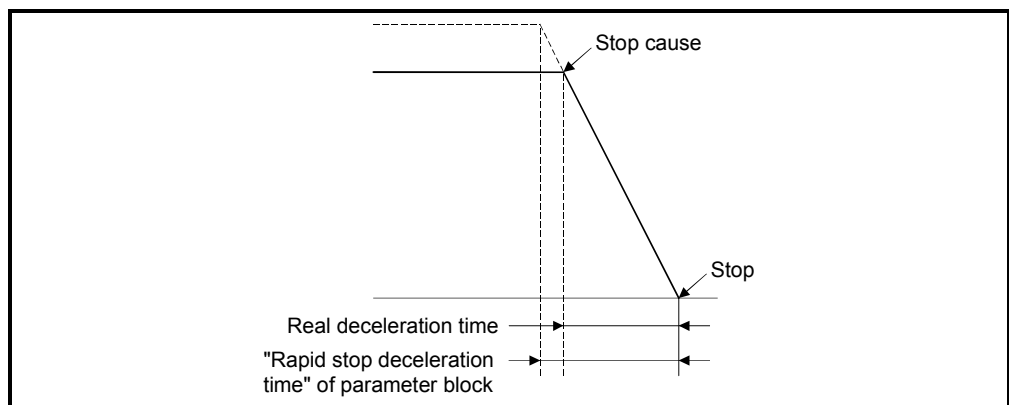 Stop cause
Stop
Real deceleration time
"Rapid stop deceleration
time" of parameter block